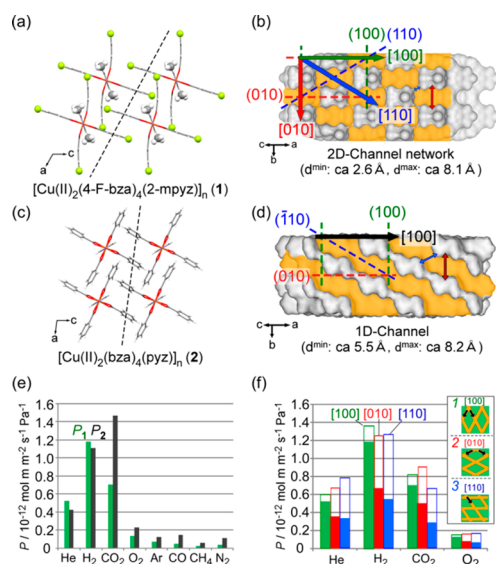 (a)
a
c
[Cu(II)₂(4-F-bza)₄(2-mpyz)]ₙ (1)
(b)
(100)
(110)
[100]
(010)
[010]
[110]
c
a
b
2D-Channel network
(dᵐⁱⁿ: ca 2.6 Å, dᵐᵃˣ: ca 8.1 Å)
(c)
c
a
[Cu(II)₂(bza)₄(pyz)]ₙ (2)
(d)
(1̄10)
(100)
[100]
(010)
c
a
b
1D-Channel
(dᵐⁱⁿ: ca 5.5 Å, dᵐᵃˣ: ca 8.2 Å)
(e)
P / 10⁻¹² mol m m⁻² s⁻¹ Pa⁻¹
1.6
1.4
1.2
1.0
0.8
0.6
0.4
0.2
0
P₁ P₂
He H₂ CO₂ O₂ Ar CO CH₄ N₂
(f)
P / 10⁻¹² mol m m⁻² s⁻¹ Pa⁻¹
1.6
1.4
1.2
1.0
0.8
0.6
0.4
0.2
0
[100] [010] [110]
1
[100]
2
[010]
3
[110]
He H₂ CO₂ O₂